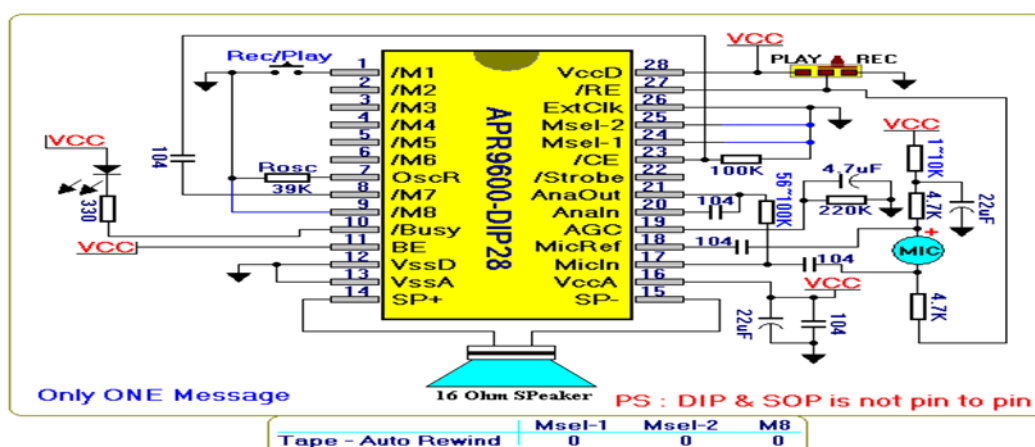 VCC
PLAY REC
Rec/Play
1 /M1 VccD 28
2 /M2 /RE 27
3 /M3 ExtClk 26
4 /M4 Msel-2 25
5 /M5 Msel-1 24
6 /M6 /CE 23
7 OscR /Strobe 22
8 /M7 AnaOut 21
9 /M8 AnaIn 20
10 /Busy AGC 19
11 BE MicRef 18
12 VssD MicIn 17
13 VssA VccA 16
14 SP+ SP- 15
APR9600-DIP28
VCC
104
Rosc
39K
330
VCC
100K
56~100K
104
4.7uF
220K
VCC
1~10K
4.7K
22uF
+
MIC
104
104
4.7K
VCC
22uF
104
16 Ohm SPeaker
Only ONE Message
PS : DIP & SOP is not pin to pin
Msel-1 Msel-2 M8
Tape - Auto Rewind 0 0 0